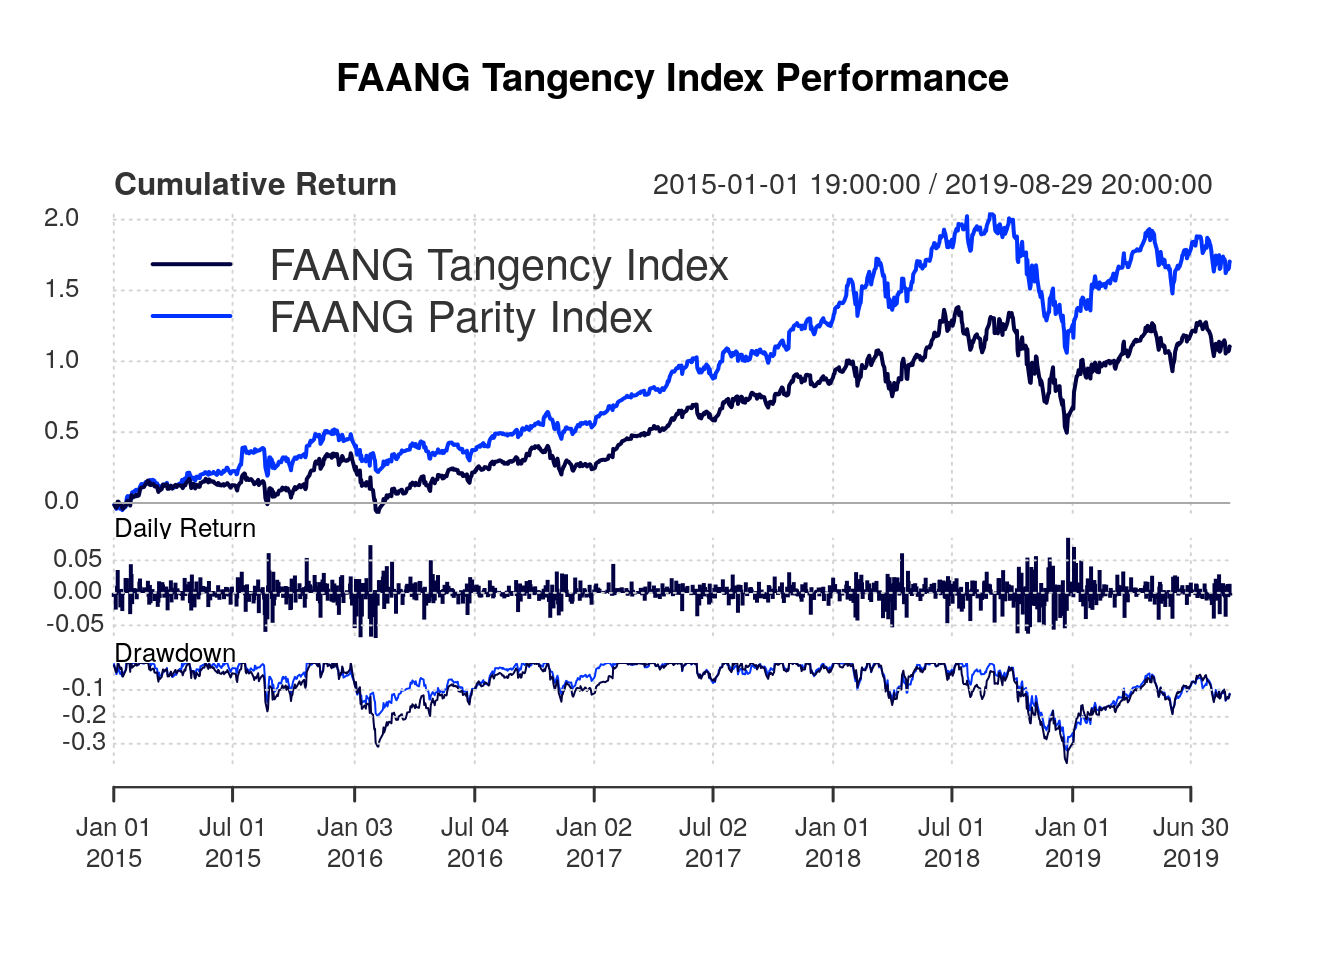 FAANG Tangency Index Performance
Cumulative Return 2015-01-01 19:00:00 / 2019-08-29 20:00:00
2.0
1.5
1.0
0.5
0.0
FAANG Tangency Index
FAANG Parity Index
Daily Return
0.05
0.00
-0.05
Drawdown
-0.1
-0.2
-0.3
Jan 01 Jul 01 Jan 03 Jul 04 Jan 02 Jul 02 Jan 01 Jul 01 Jan 01 Jun 30
2015 2015 2016 2016 2017 2017 2018 2018 2019 2019